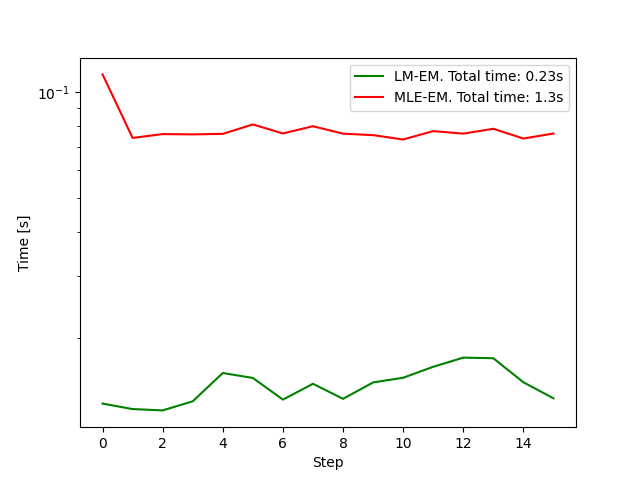 LM-EM. Total time: 0.23s
MLE-EM. Total time: 1.3s
10⁻¹
Time [s]
0 2 4 6 8 10 12 14
Step